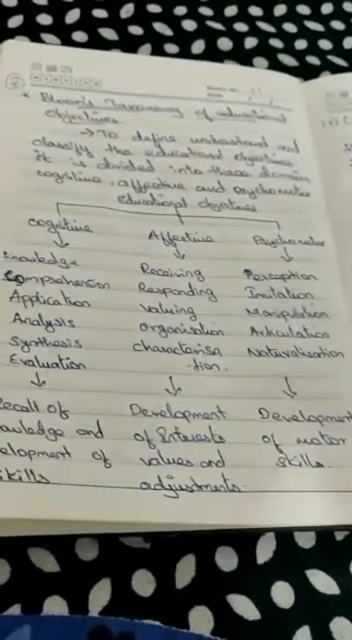 * Bloom's Taxonomy of educational
objectives.
→ To define understand and
classify the educational objectives
it is divided into three domain
cognitive, affective and psychomotor
Educational objectives
cognitive Affective Psychomotor
Knowledge Receiving Perception
Comprehension Responding Imitation
Application Valuing Manipulation
Analysis Organisation Articulation
Synthesis characterisa Naturalisation
Evaluation. -tion.
Recall of Development Development
knowledge and of Interests of motor
development of values and skills.
skills adjustments.